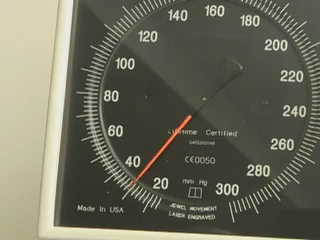 160
140
180
120
200
100
220
80
240
60
Lifetime Certified
260
CE0050
40
280
20
mm Hg
300
JEWEL MOVEMENT
LASER ENGRAVED
Made in USA